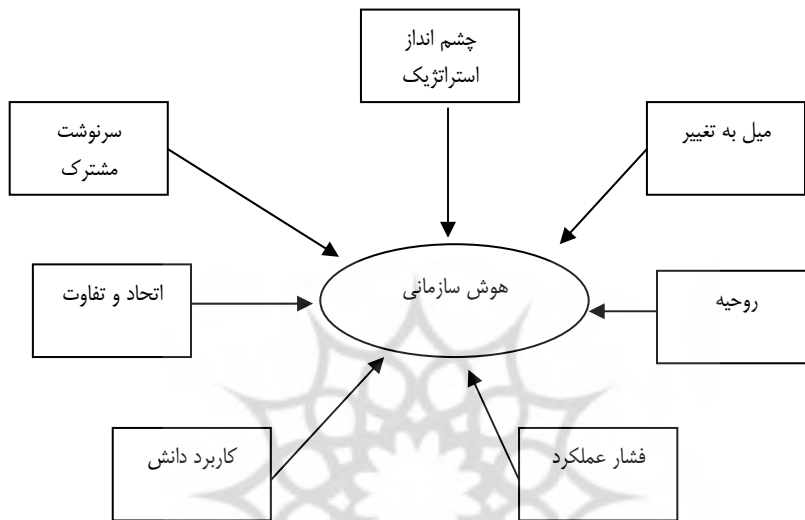 چشم انداز
استراتژیک
میل به تغییر
سرنوشت
مشترک
هوش سازمانی
روحیه
اتحاد و تفاوت
فشار عملکرد
کاربرد دانش